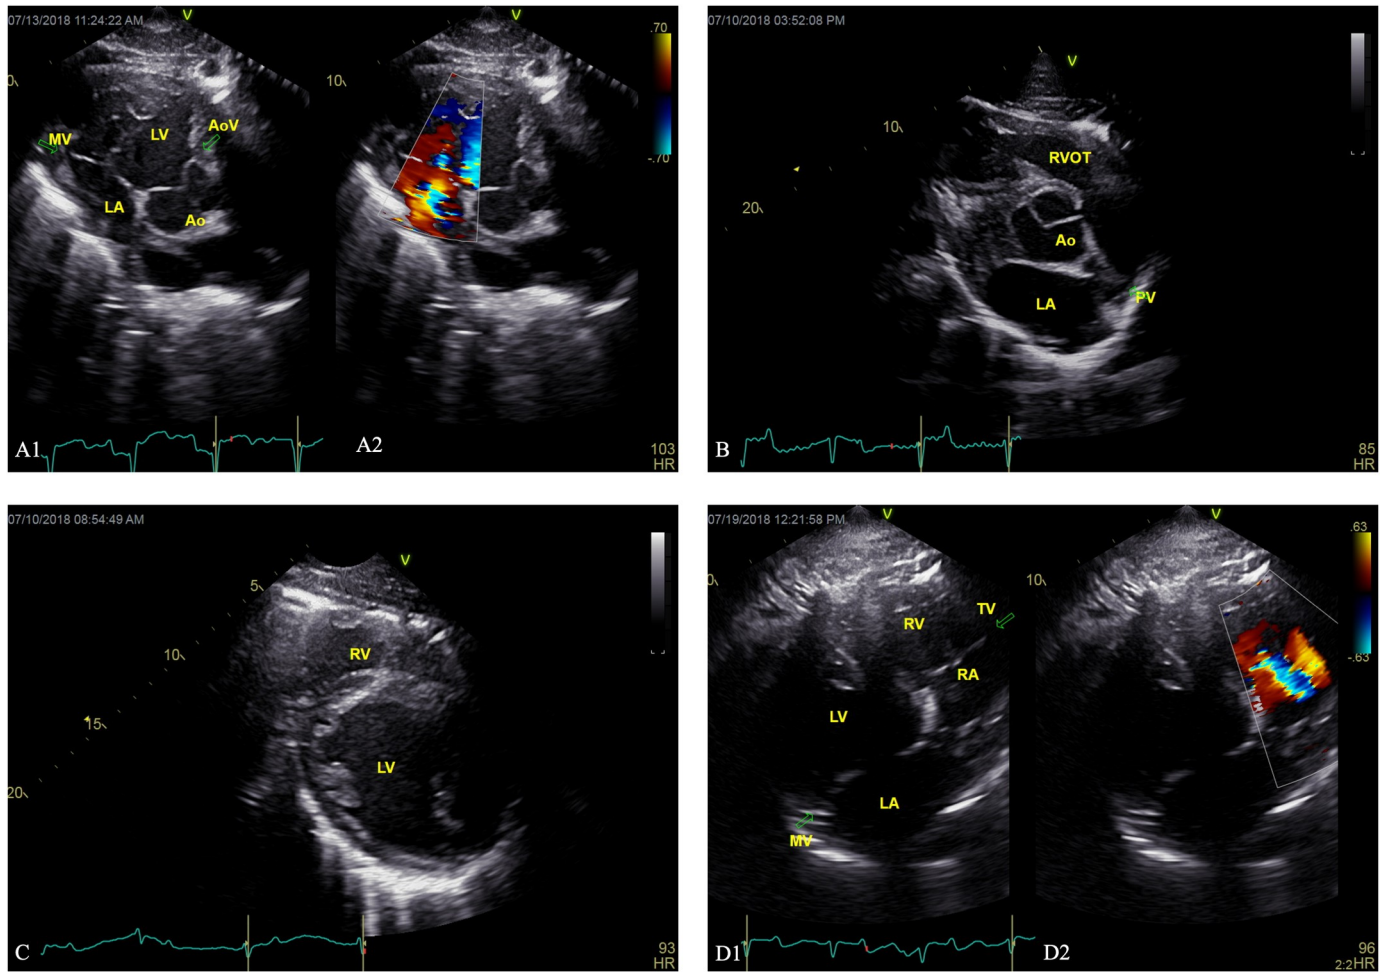 07/13/2018 11:24:22 AM
V
V
.70
0
10
MV
LV
AoV
-.70
LA
Ao
A1
A2
103
HR
07/10/2018 03:52:08 PM
V
10
RVOT
20
Ao
LA
PV
B
85
HR
07/10/2018 08:54:49 AM
V
5
RV
10
15
LV
20
C
93
HR
07/19/2018 12:21:58 PM
V
V
.63
0
10
TV
RV
-.63
RA
LV
LA
MV
D1
D2
96
2:2 HR